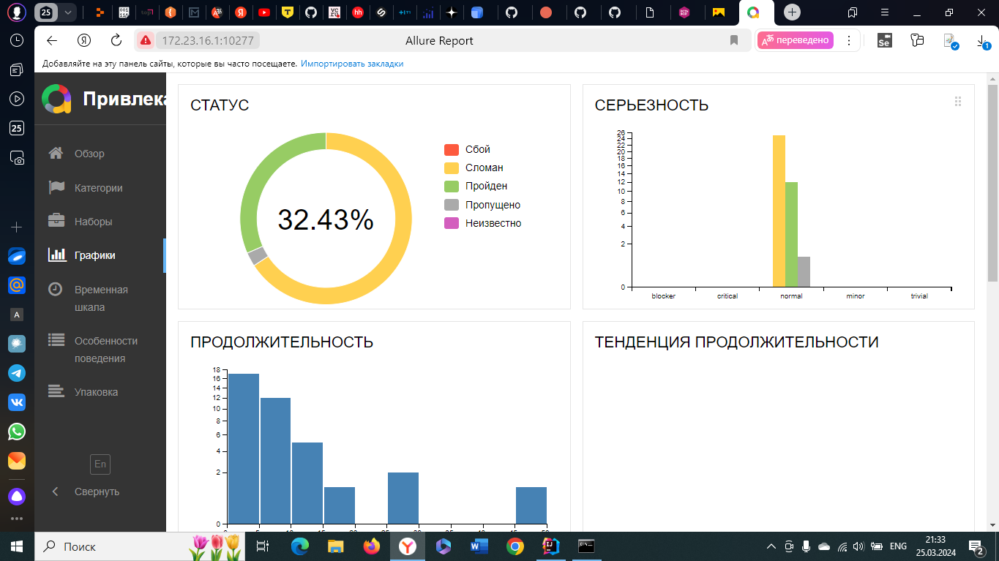 25
172.23.16.1:10277
Allure Report
переведено
Добавляйте на эту панель сайты, которые вы часто посещаете. Импортировать закладки
25
Привлека
Обзор
Категории
Наборы
Графики
Временная
шкала
Особенности
поведения
Упаковка
En
Свернуть
СТАТУС
32.43%
Сбой
Сломан
Пройден
Пропущено
Неизвестно
СЕРЬЕЗНОСТЬ
26
24
22
20
18
16
14
12
10
8
6
4
2
0
blocker critical normal minor trivial
ПРОДОЛЖИТЕЛЬНОСТЬ
18
16
14
12
10
8
6
4
2
0
ТЕНДЕНЦИЯ ПРОДОЛЖИТЕЛЬНОСТИ
Поиск
ENG
21:33
25.03.2024
2